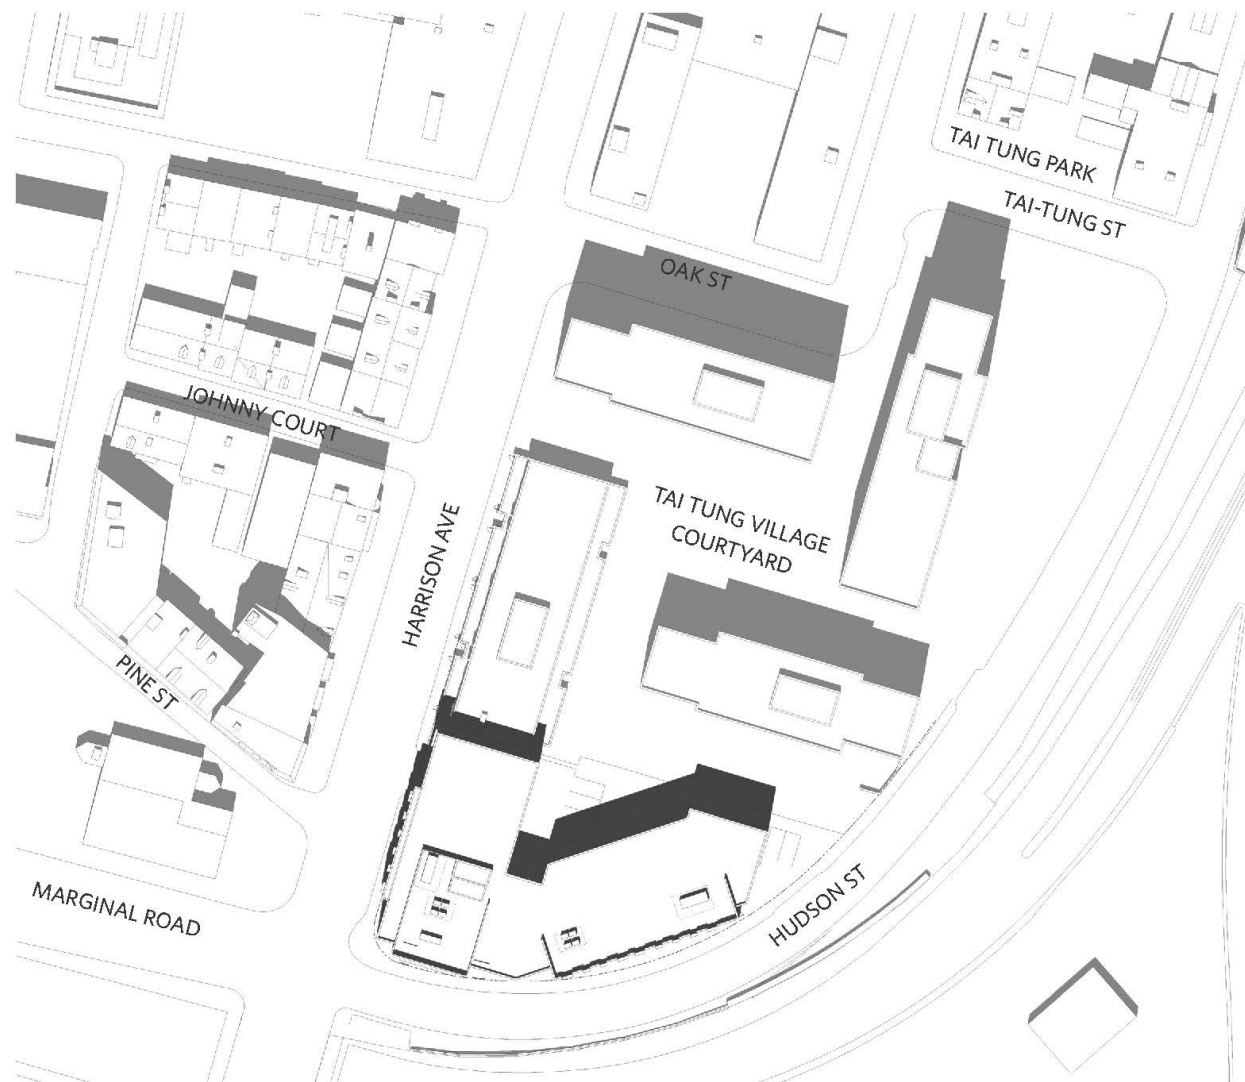 TAI TUNG PARK
TAI-TUNG ST
OAK ST
JOHNNY COURT
HARRISON AVE
TAI TUNG VILLAGE
COURTYARD
PINE ST
MARGINAL ROAD
HUDSON ST